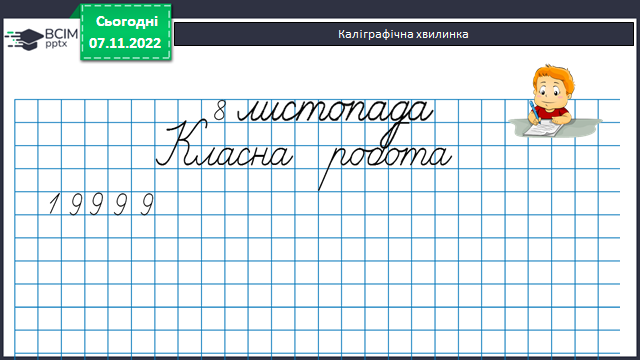 ВСІМ
pptx
Сьогодні
07.11.2022
Каліграфічна хвилинка
8 листопада
Класна робота
1 9 9 9 9